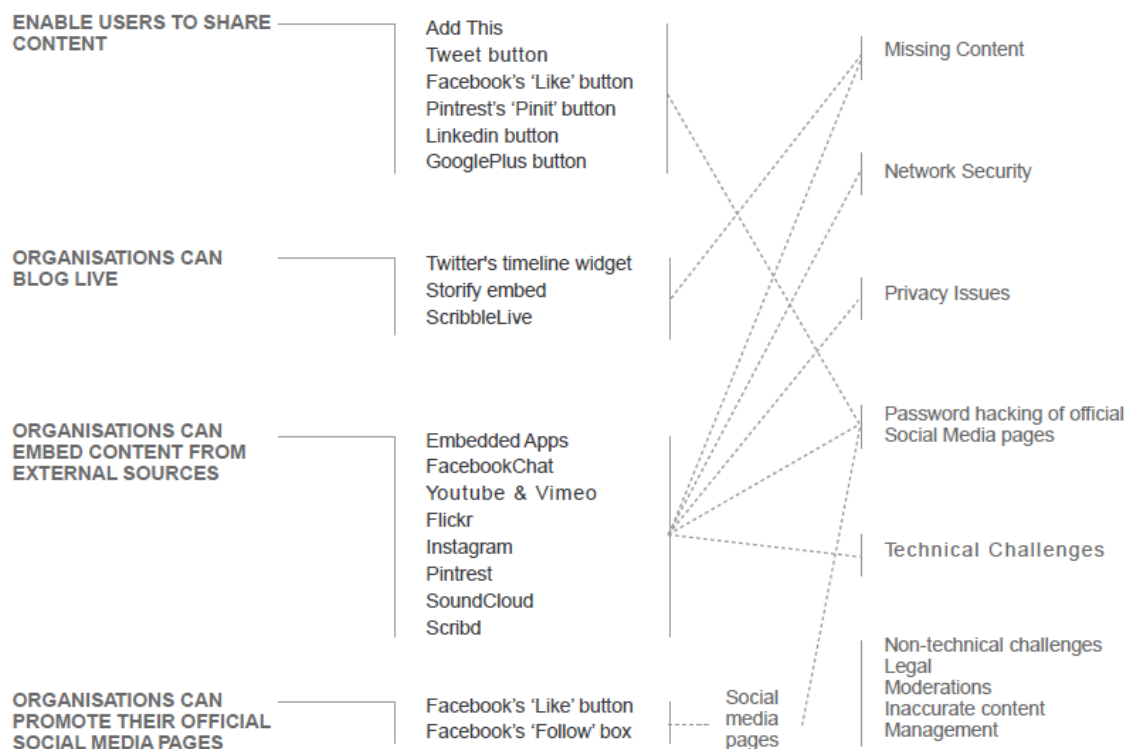 ENABLE USERS TO SHARE
CONTENT
Add This
Tweet button
Facebook's 'Like' button
Pintrest's 'Pinit' button
Linkedin button
GooglePlus button
ORGANISATIONS CAN
BLOG LIVE
Twitter's timeline widget
Storify embed
ScribbleLive
ORGANISATIONS CAN
EMBED CONTENT FROM
EXTERNAL SOURCES
Embedded Apps
FacebookChat
Youtube & Vimeo
Flickr
Instagram
Pintrest
SoundCloud
Scribd
ORGANISATIONS CAN
PROMOTE THEIR OFFICIAL
SOCIAL MEDIA PAGES
Facebook's 'Like' button
Facebook's 'Follow' box
Social
media
pages
Missing Content
Network Security
Privacy Issues
Password hacking of official
Social Media pages
Technical Challenges
Non-technical challenges
Legal
Moderations
Inaccurate content
Management